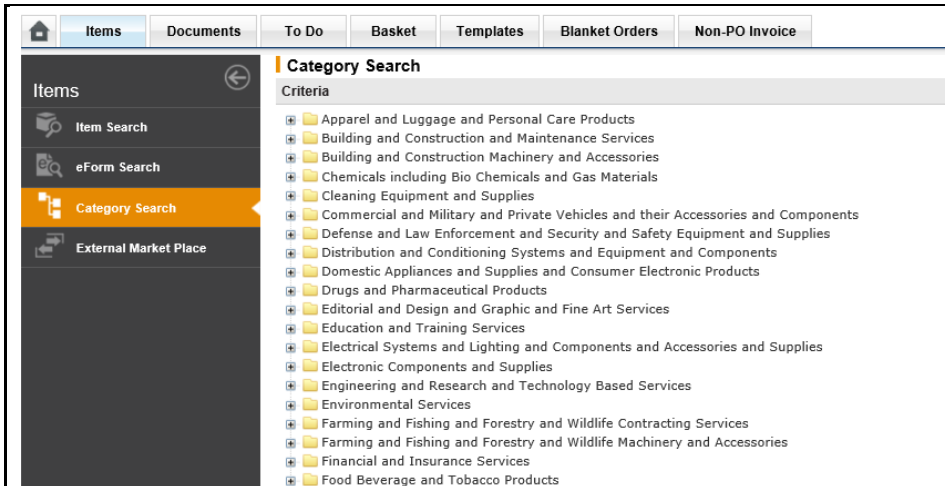 Items Documents To Do Basket Templates Blanket Orders Non-PO Invoice
Items
Item Search
eForm Search
Category Search
External Market Place
Category Search
Criteria
Apparel and Luggage and Personal Care Products
Building and Construction and Maintenance Services
Building and Construction Machinery and Accessories
Chemicals including Bio Chemicals and Gas Materials
Cleaning Equipment and Supplies
Commercial and Military and Private Vehicles and their Accessories and Components
Defense and Law Enforcement and Security and Safety Equipment and Supplies
Distribution and Conditioning Systems and Equipment and Components
Domestic Appliances and Supplies and Consumer Electronic Products
Drugs and Pharmaceutical Products
Editorial and Design and Graphic and Fine Art Services
Education and Training Services
Electrical Systems and Lighting and Components and Accessories and Supplies
Electronic Components and Supplies
Engineering and Research and Technology Based Services
Environmental Services
Farming and Fishing and Forestry and Wildlife Contracting Services
Farming and Fishing and Forestry and Wildlife Machinery and Accessories
Financial and Insurance Services
Food Beverage and Tobacco Products